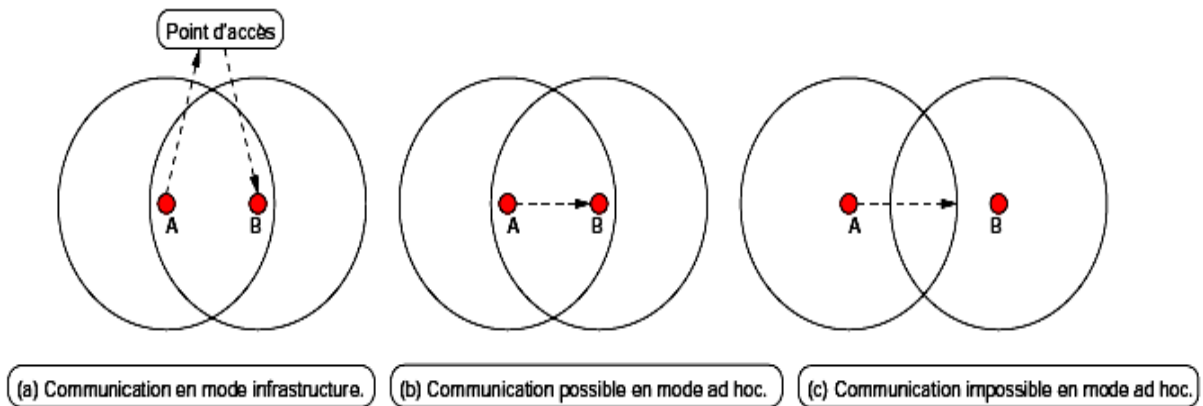 Point d'accès
A
B
A
B
A
B
(a) Communication en mode infrastructure.
(b) Communication possible en mode ad hoc.
(c) Communication impossible en mode ad hoc.